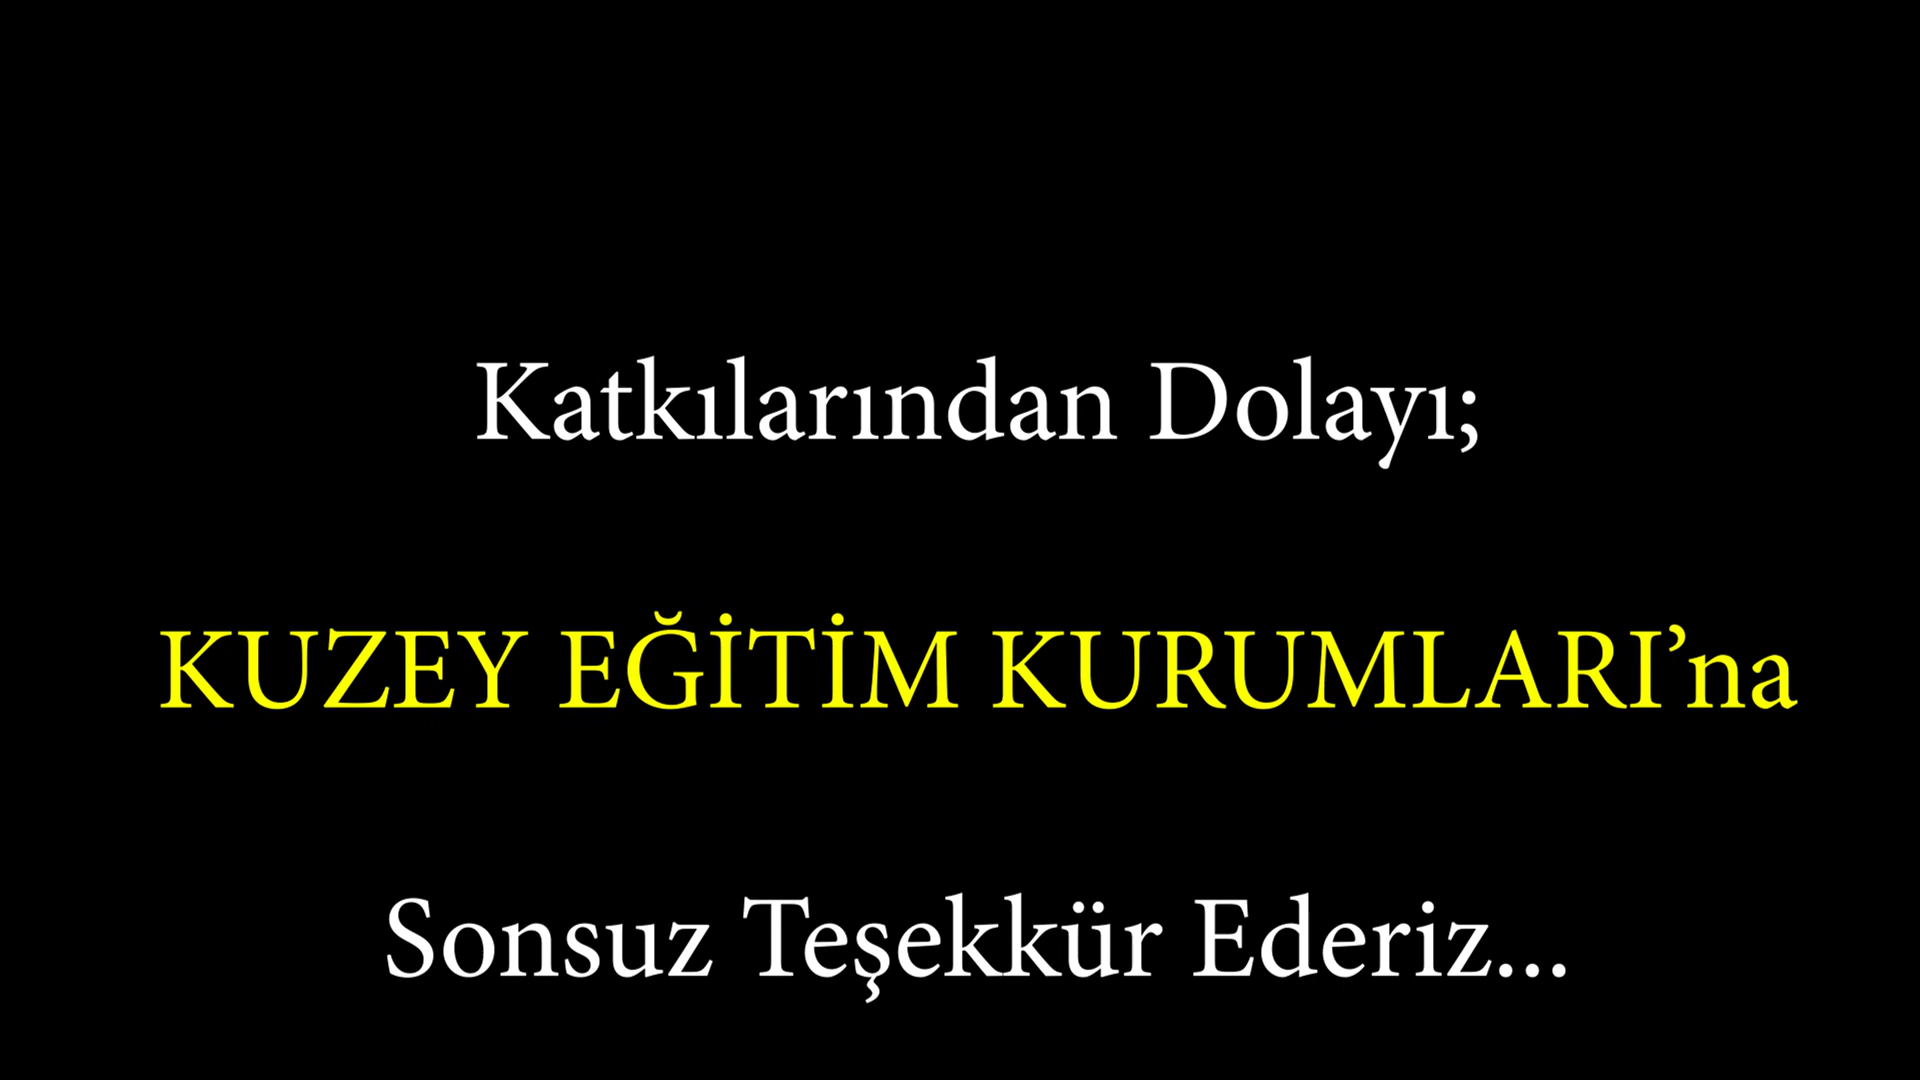 Katkılarından Dolayı;
KUZEY EĞİTİM KURUMLARI’na
Sonsuz Teşekkür Ederiz...